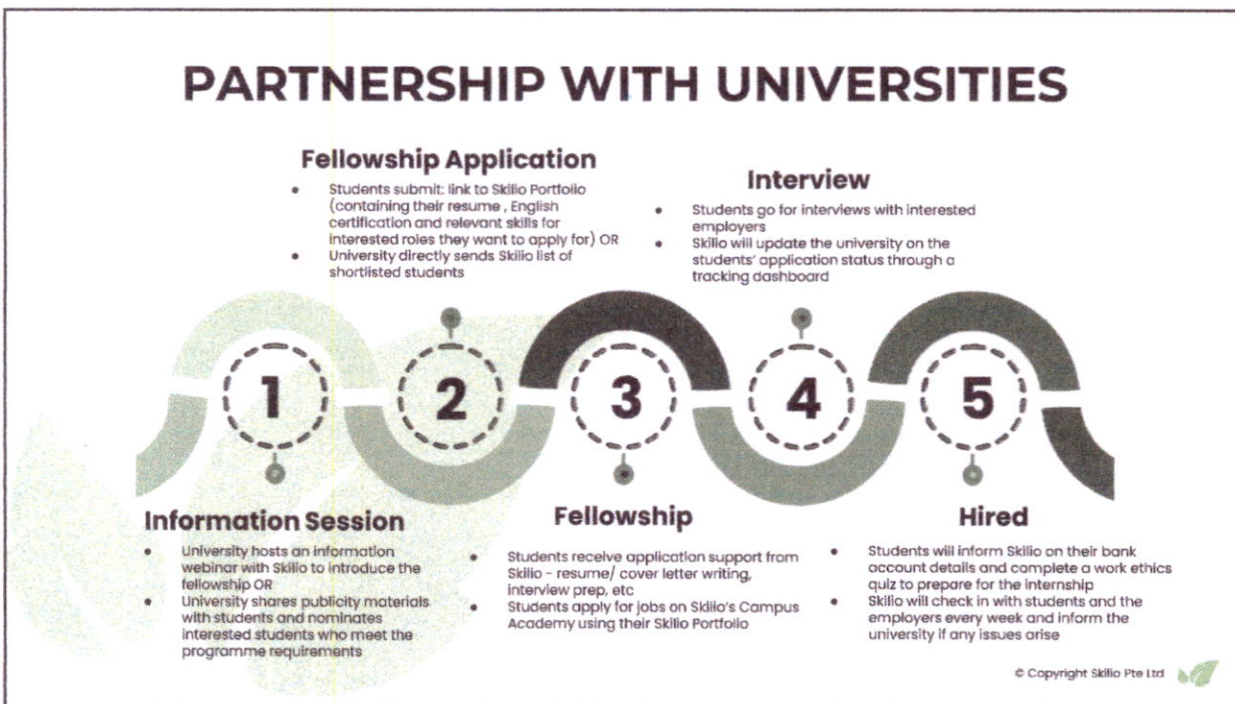 PARTNERSHIP WITH UNIVERSITIES
Fellowship Application
• Students submit: link to Skilio Portfolio
(containing their resume , English
certification and relevant skills for
interested roles they want to apply for) OR
• University directly sends Skilio list of
shortlisted students
Interview
• Students go for interviews with interested
employers
• Skilio will update the university on the
students' application status through a
tracking dashboard
1
2
3
4
5
Information Session
• University hosts an information
webinar with Skilio to introduce the
fellowship OR
• University shares publicity materials
with students and nominates
interested students who meet the
programme requirements
Fellowship
• Students receive application support from
Skilio - resume/ cover letter writing,
interview prep, etc
• Students apply for jobs on Skilio's Campus
Academy using their Skilio Portfolio
Hired
• Students will inform Skilio on their bank
account details and complete a work ethics
quiz to prepare for the internship
• Skilio will check in with students and the
employers every week and inform the
university if any issues arise
© Copyright Skilio Pte Ltd